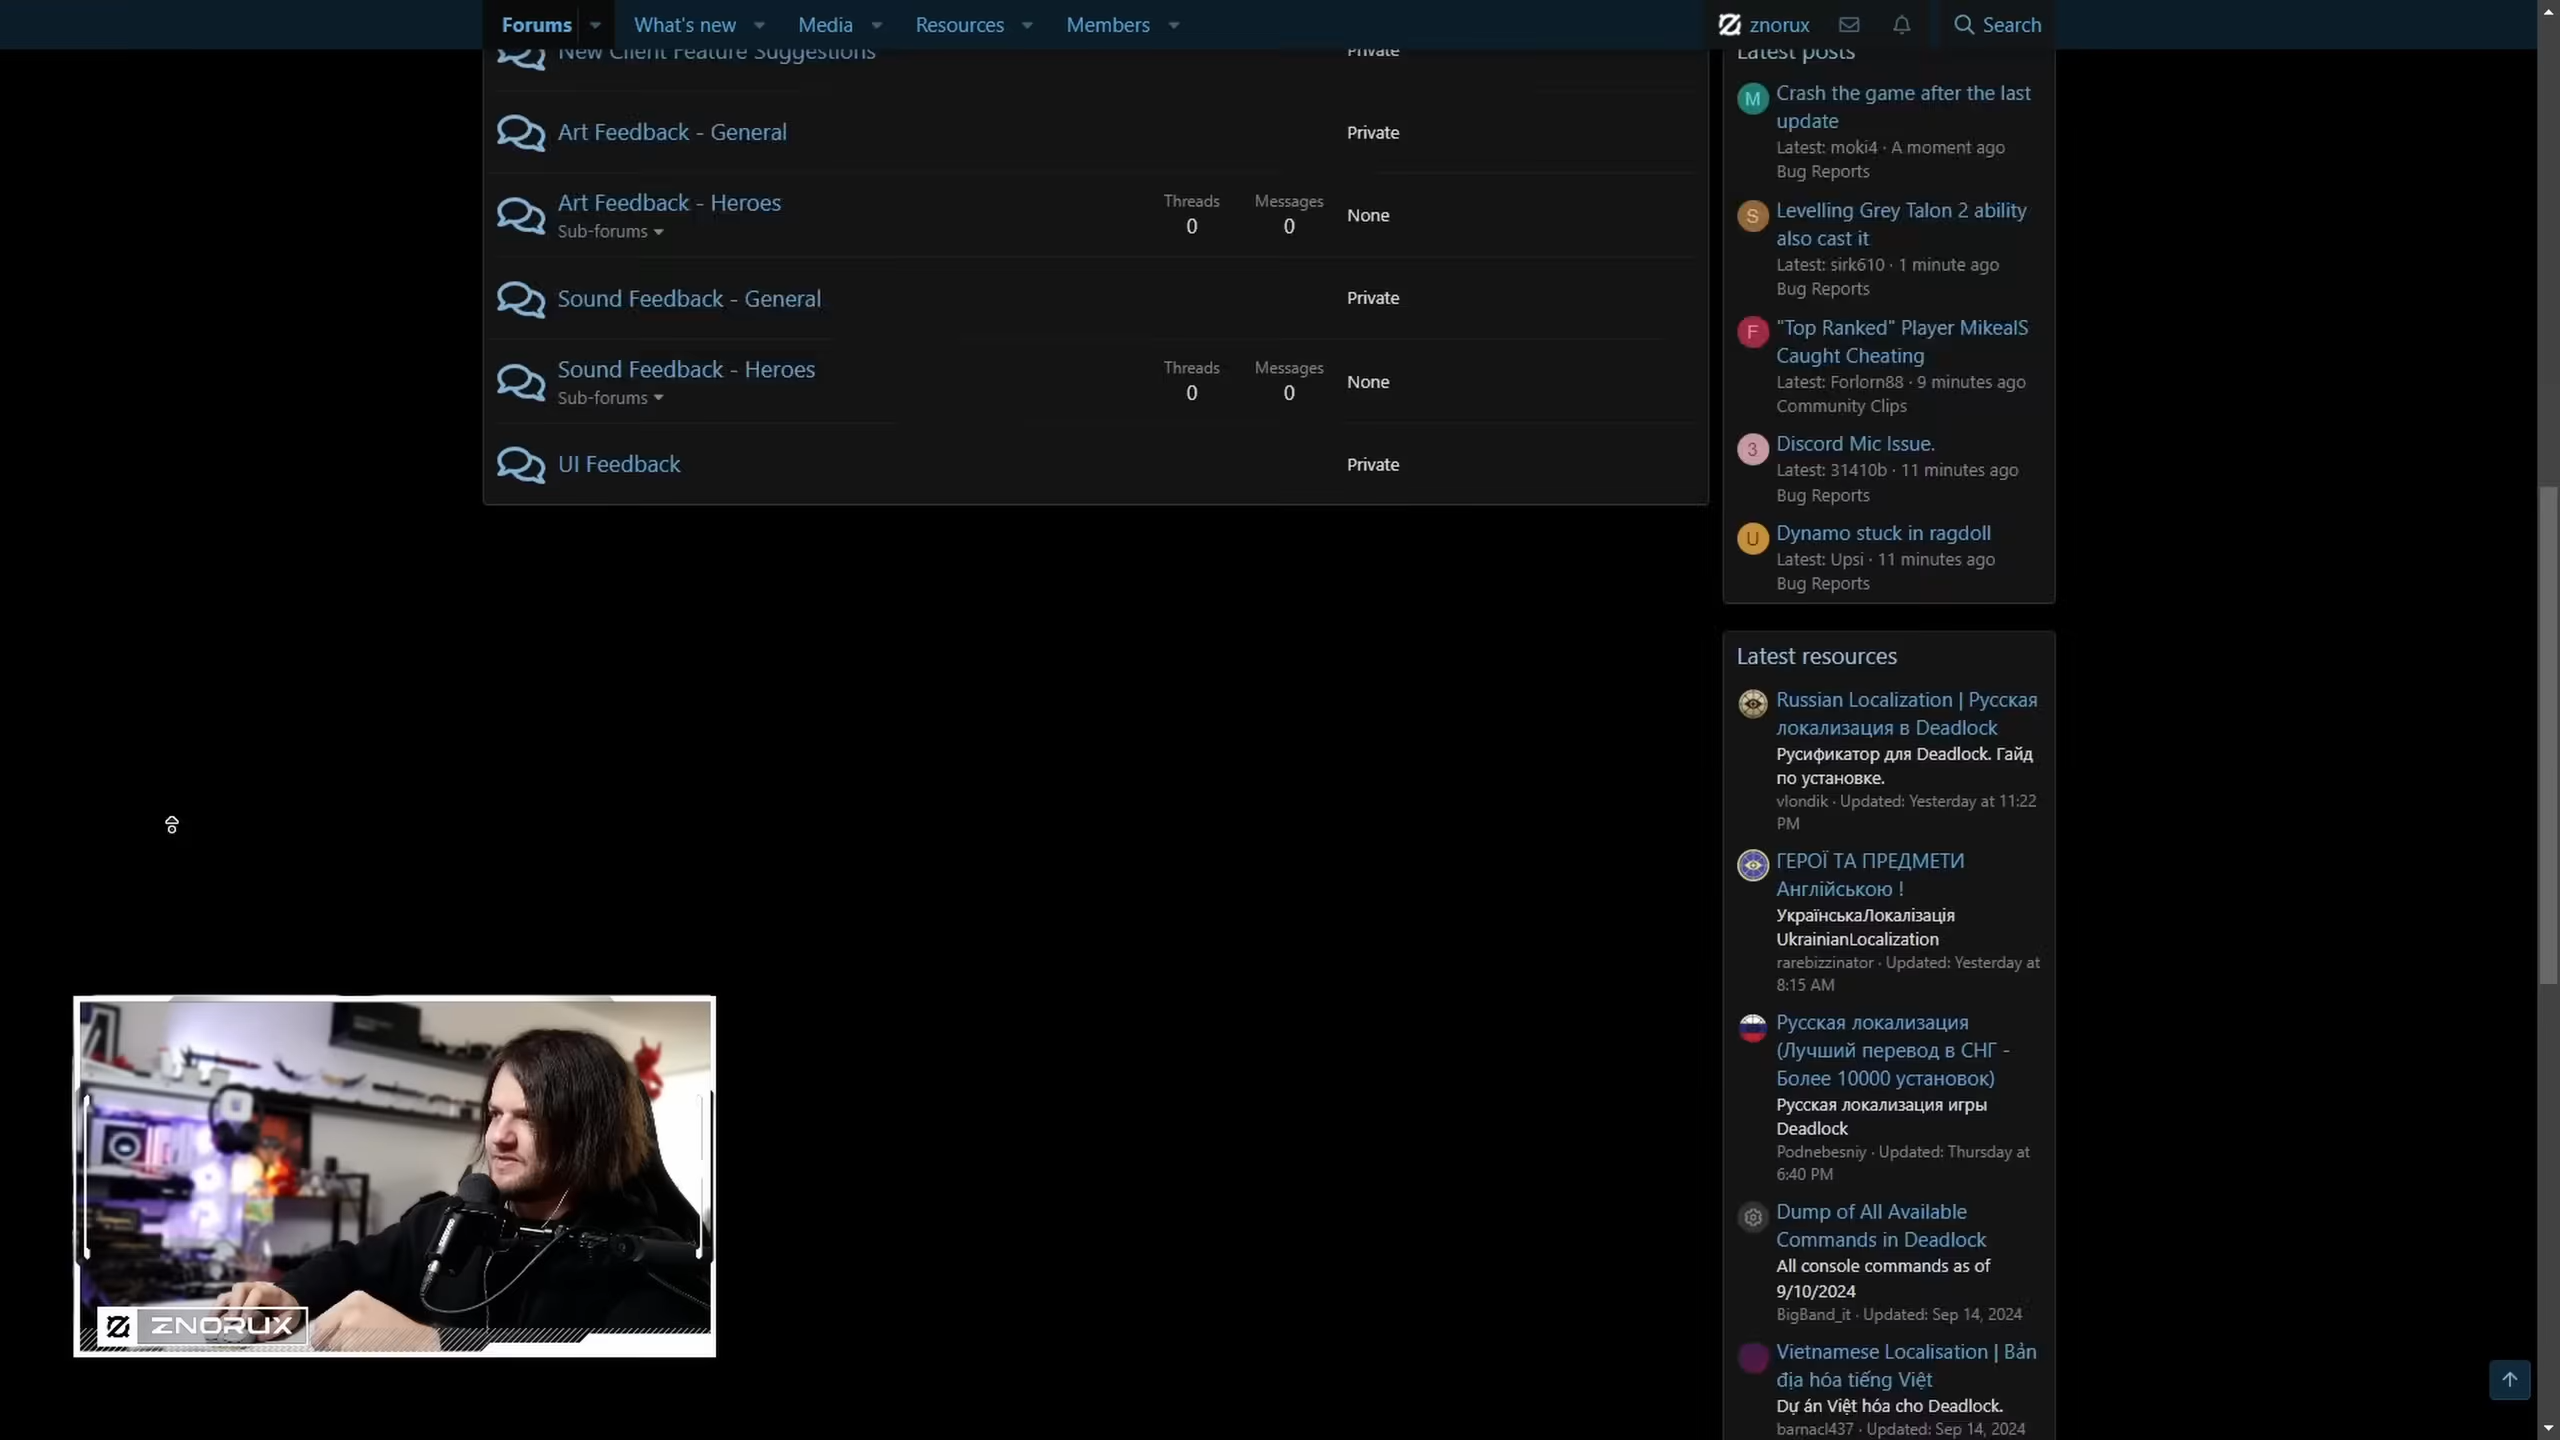 Forums
What's new
Media
Resources
Members
znorux
Search
New Client Feature Suggestions
Private
Art Feedback - General
Private
Art Feedback - Heroes
Sub-forums
Threads
0
Messages
0
None
Sound Feedback - General
Private
Sound Feedback - Heroes
Sub-forums
Threads
0
Messages
0
None
UI Feedback
Private
Latest posts
M
Crash the game after the last
update
Latest: moki4 · A moment ago
Bug Reports
S
Levelling Grey Talon 2 ability
also cast it
Latest: sirk610 · 1 minute ago
Bug Reports
F
"Top Ranked" Player MikealS
Caught Cheating
Latest: Forlorn88 · 9 minutes ago
Community Clips
3
Discord Mic Issue.
Latest: 31410b · 11 minutes ago
Bug Reports
U
Dynamo stuck in ragdoll
Latest: Upsi · 11 minutes ago
Bug Reports
Latest resources
Russian Localization | Русская
локализация в Deadlock
Русификатор для Deadlock. Гайд
по установке.
vlondik · Updated: Yesterday at 11:22
PM
ГЕРОЇ ТА ПРЕДМЕТИ
Англійською !
УкраїнськаЛокалізація
UkrainianLocalization
rarebizzinator · Updated: Yesterday at
8:15 AM
Русская локализация
(Лучший перевод в СНГ -
Более 10000 установок)
Русская локализация игры
Deadlock
Podnebesniy · Updated: Thursday at
6:40 PM
Dump of All Available
Commands in Deadlock
All console commands as of
9/10/2024
BigBand_it · Updated: Sep 14, 2024
Vietnamese Localisation | Bản
địa hóa tiếng Việt
Dự án Việt hóa cho Deadlock.
barnacl437 · Updated: Sep 14, 2024
ZNORUX